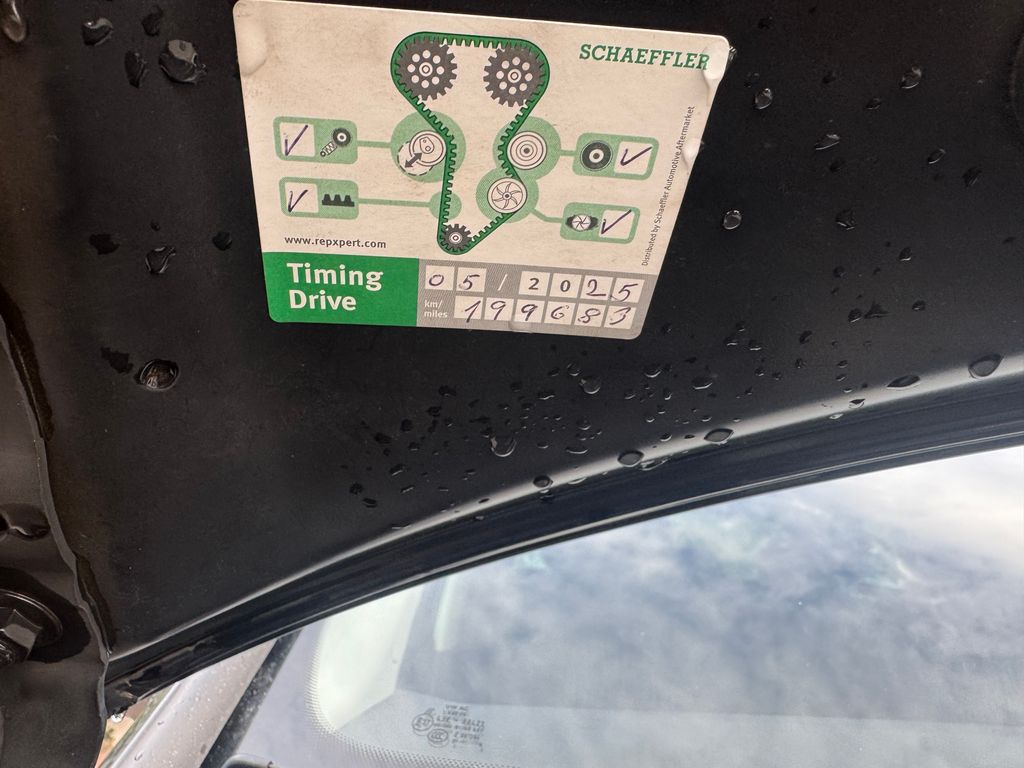 SCHAEFFLER
Distributed by Schaeffler Automotive Aftermarket
www.repxpert.com
Timing
Drive
05/2025
km/
miles
199683